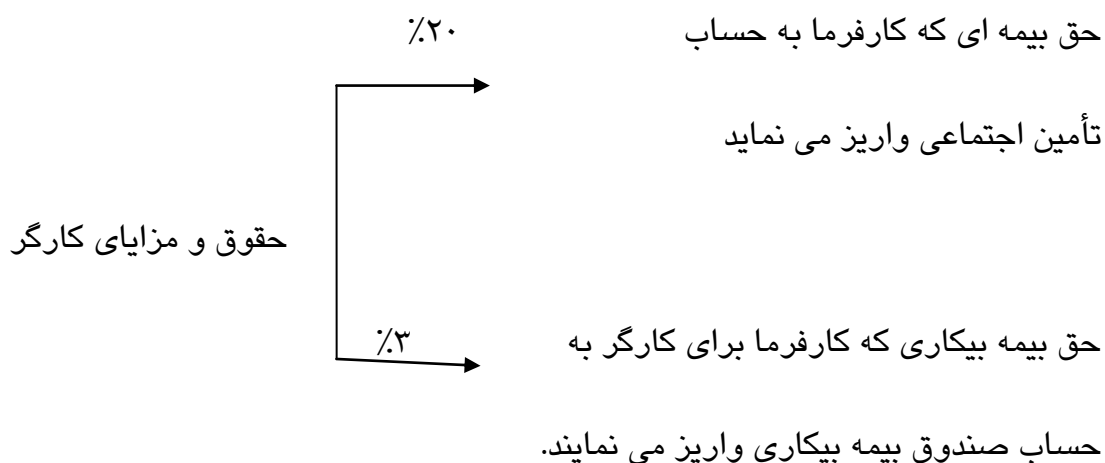 حق بیمه ای که کارفرما به حساب
٪۲۰
تأمین اجتماعی واریز می نماید
حقوق و مزایای کارگر
حق بیمه بیکاری که کارفرما برای کارگر به
٪۳
حساب صندوق بیمه بیکاری واریز می نمایند.